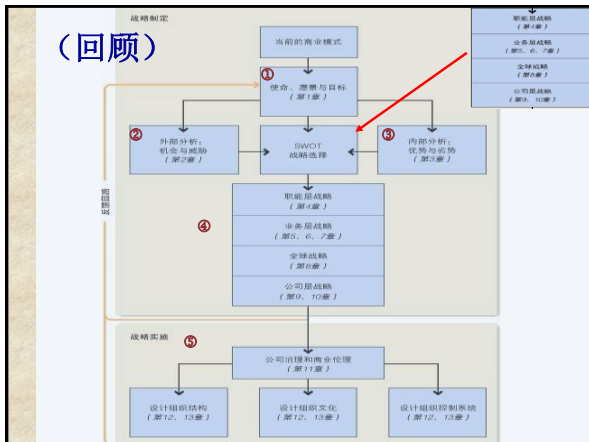 战略制定
（回顾）
当前的商业模式
①
使命、愿景与目标
（第1章）
②
外部分析：
机会与威胁
（第2章）
SWOT
战略选择
③
内部分析：
优势与劣势
（第3章）
④
职能层战略
（第4章）
业务层战略
（第5、6、7章）
全球战略
（第8章）
公司层战略
（第9、10章）
反馈回路
战略实施
⑤
公司治理和商业伦理
（第11章）
设计组织结构
（第12、13章）
设计组织文化
（第12、13章）
设计组织控制系统
（第12、13章）
职能层战略
（第4章）
业务层战略
（第5、6、7章）
全球战略
（第8章）
公司层战略
（第9、10章）